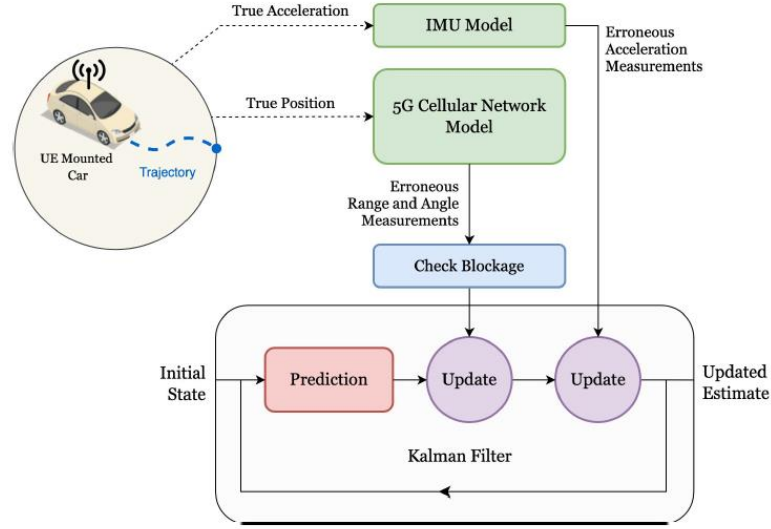 True Acceleration
IMU Model
Erroneous
Acceleration
Measurements
True Position
5G Cellular Network
Model
UE Mounted
Car
Trajectory
Erroneous
Range and Angle
Measurements
Check Blockage
Initial
State
Prediction
Update
Update
Updated
Estimate
Kalman Filter